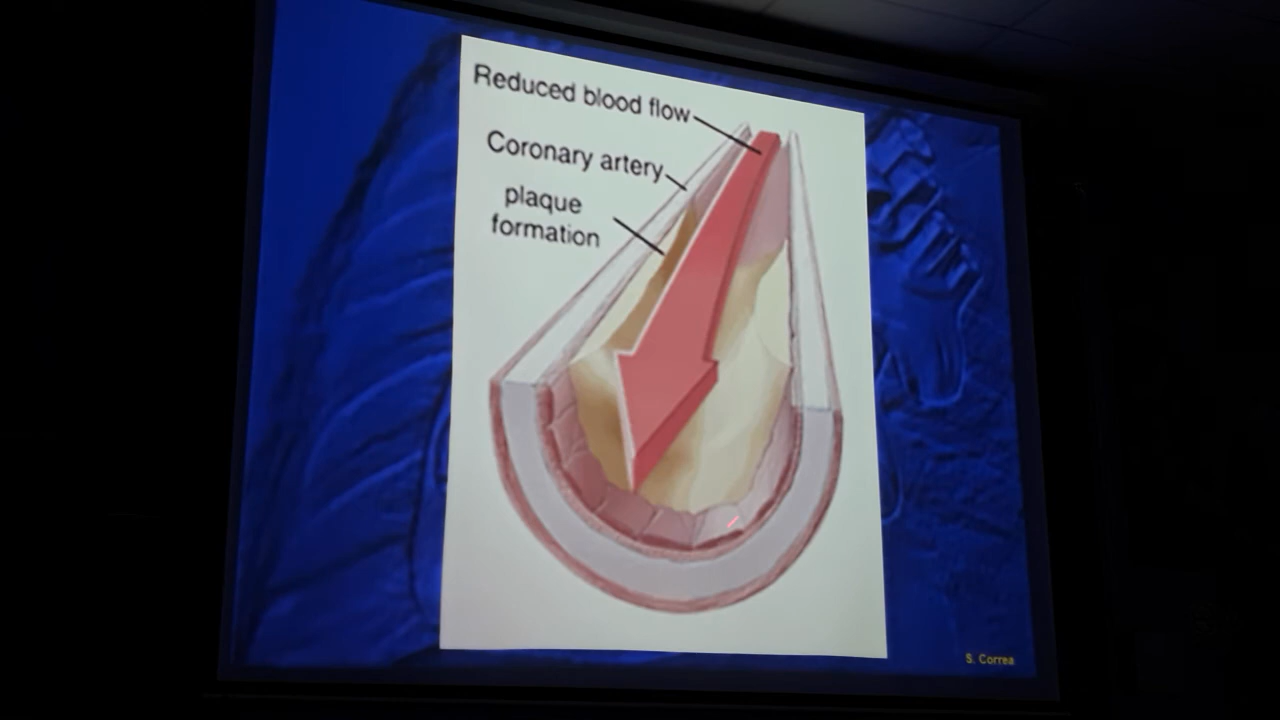 Reduced blood flow
Coronary artery
plaque
formation
S. Correa